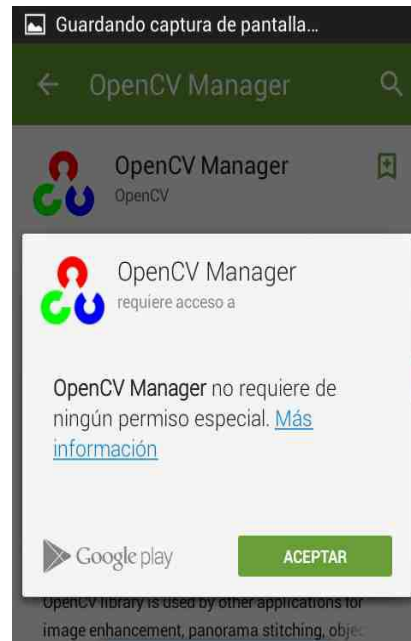 Guardando captura de pantalla...
OpenCV Manager
OpenCV Manager
OpenCV
OpenCV Manager
requiere acceso a
OpenCV Manager no requiere de
ningún permiso especial. Más
información
Google play
ACEPTAR
OpenCV library is used by other applications for
image enhancement, panorama stitching, objec